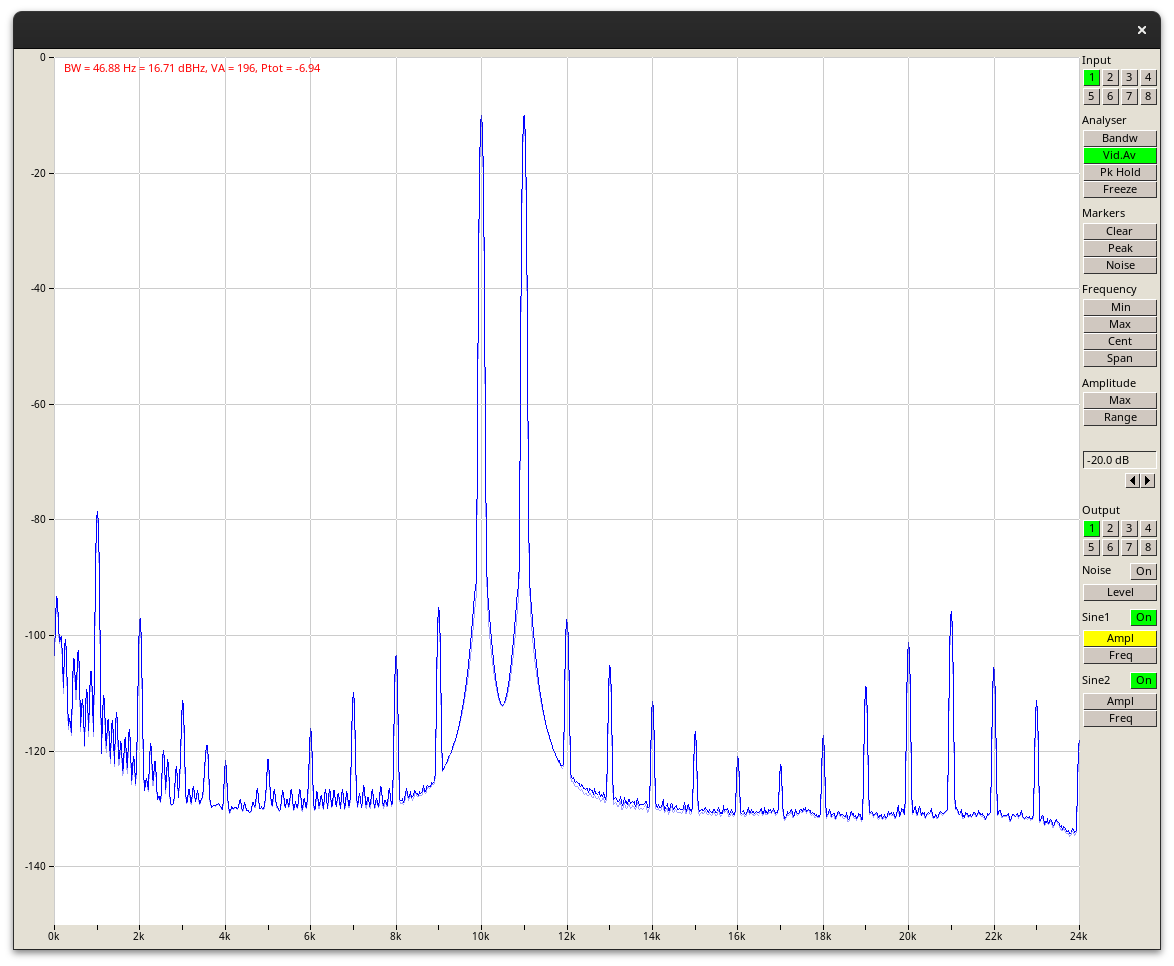 ×
BW = 46.88 Hz = 16.71 dBHz, VA = 196, Ptot = -6.94
0
-20
-40
-60
-80
-100
-120
-140
0k 2k 4k 6k 8k 10k 12k 14k 16k 18k 20k 22k 24k
Input
1 2 3 4
5 6 7 8
Analyser
Bandw
Vid.Av
Pk Hold
Freeze
Markers
Clear
Peak
Noise
Frequency
Min
Max
Cent
Span
Amplitude
Max
Range
-20.0 dB
Output
1 2 3 4
5 6 7 8
Noise On
Level
Sine1 On
Ampl
Freq
Sine2 On
Ampl
Freq